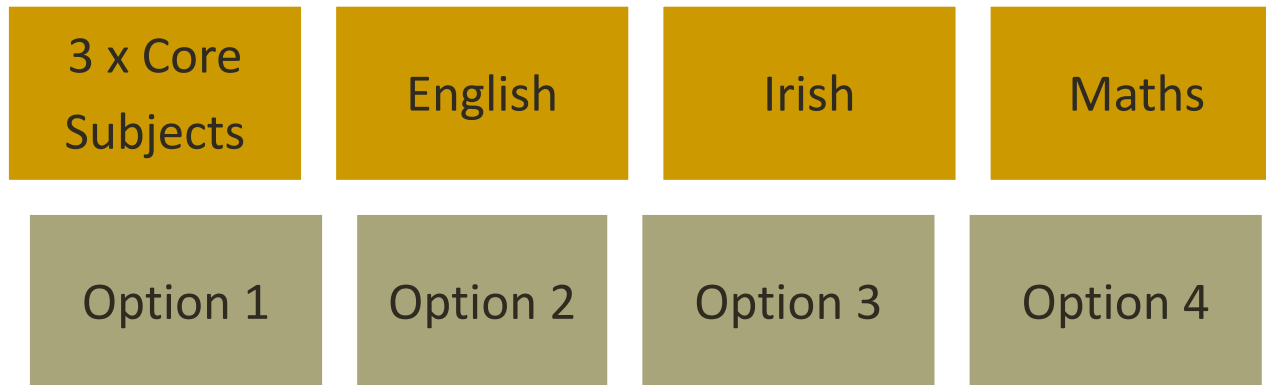 3 x Core
Subjects
English
Irish
Maths
Option 1
Option 2
Option 3
Option 4